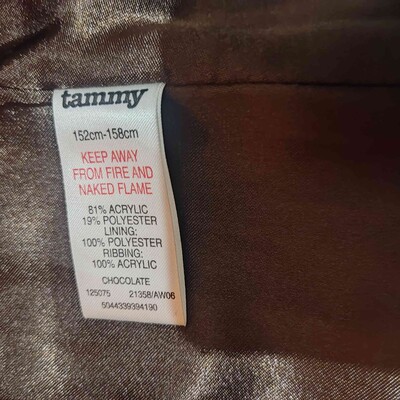 tammy
152cm-158cm
KEEP AWAY
FROM FIRE AND
NAKED FLAME
81% ACRYLIC
19% POLYESTER
LINING:
100% POLYESTER
RIBBING:
100% ACRYLIC
CHOCOLATE
125075 21358/AW06
5044339394190